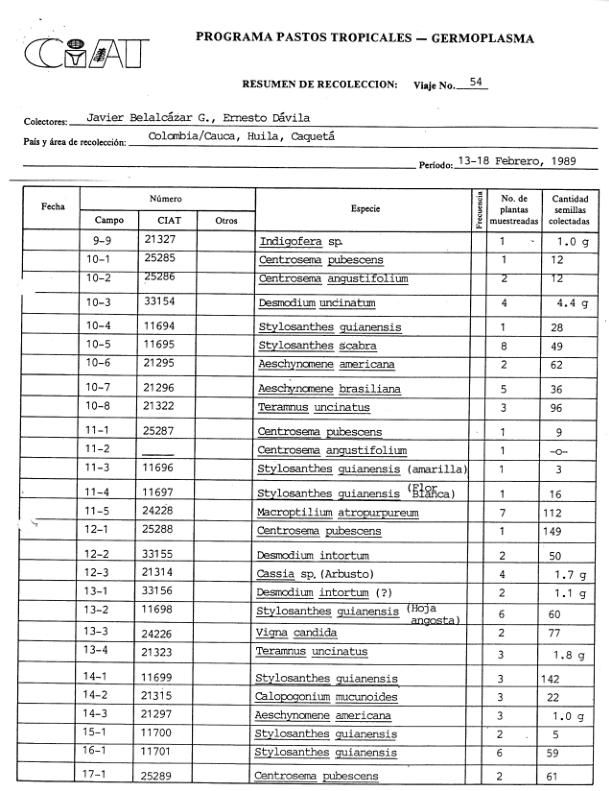 CIAT
PROGRAMA PASTOS TROPICALES — GERMOPLASMA
RESUMEN DE RECOLECCION: Viaje No. 54
Colectores: Javier Belalcázar G., Ernesto Dávila
País y área de recolección: Colombia/Cauca, Huila, Caquetá
Período: 13-18 Febrero, 1989
Fecha Número Especie Frecuencia No. de plantas muestreadas Cantidad semillas colectadas
Campo CIAT Otros
9-9 21327 Indigofera sp. 1 1.0 g
10-1 25285 Centrosema pubescens 1 12
10-2 25286 Centrosema angustifolium 2 12
10-3 33154 Desmodium uncinatum 4 4.4 g
10-4 11694 Stylosanthes guianensis 1 28
10-5 11695 Stylosanthes scabra 8 49
10-6 21295 Aeschynomene americana 2 62
10-7 21296 Aeschynomene brasiliana 5 36
10-8 21322 Teramnus uncinatus 3 96
11-1 25287 Centrosema pubescens 1 9
11-2 ____ Centrosema angustifolium 1 -o-
11-3 11696 Stylosanthes guianensis (amarilla) 1 3
11-4 11697 Stylosanthes guianensis (Flor Blanca) 1 16
11-5 24228 Macroptilium atropurpureum 7 112
12-1 25288 Centrosema pubescens 1 149
12-2 33155 Desmodium intortum 2 50
12-3 21314 Cassia sp. (Arbusto) 4 1.7 g
13-1 33156 Desmodium intortum (?) 2 1.1 g
13-2 11698 Stylosanthes guianensis (Hoja angosta) 6 60
13-3 24226 Vigna candida 2 77
13-4 21323 Teramnus uncinatus 3 1.8 g
14-1 11699 Stylosanthes guianensis 3 142
14-2 21315 Calopogonium mucunoides 3 22
14-3 21297 Aeschynomene americana 3 1.0 g
15-1 11700 Stylosanthes guianensis 2 5
16-1 11701 Stylosanthes guianensis 6 59
17-1 25289 Centrosema pubescens 2 61